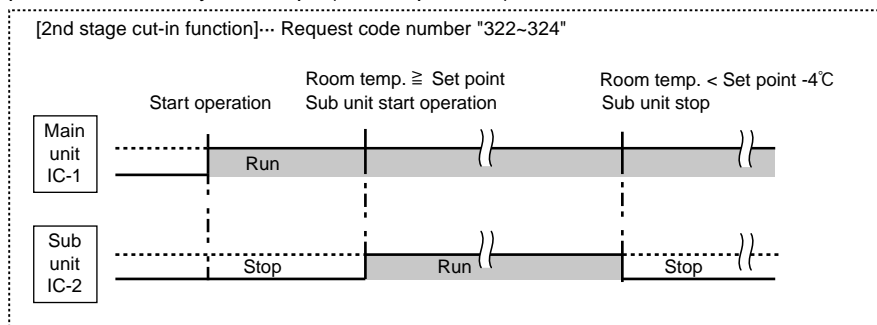 [2nd stage cut-in function]··· Request code number "322~324"
Room temp. ≧ Set point
Room temp. < Set point -4℃
Start operation
Sub unit start operation
Sub unit stop
Main
unit
IC-1
Run
Sub
unit
IC-2
Stop
Run
Stop